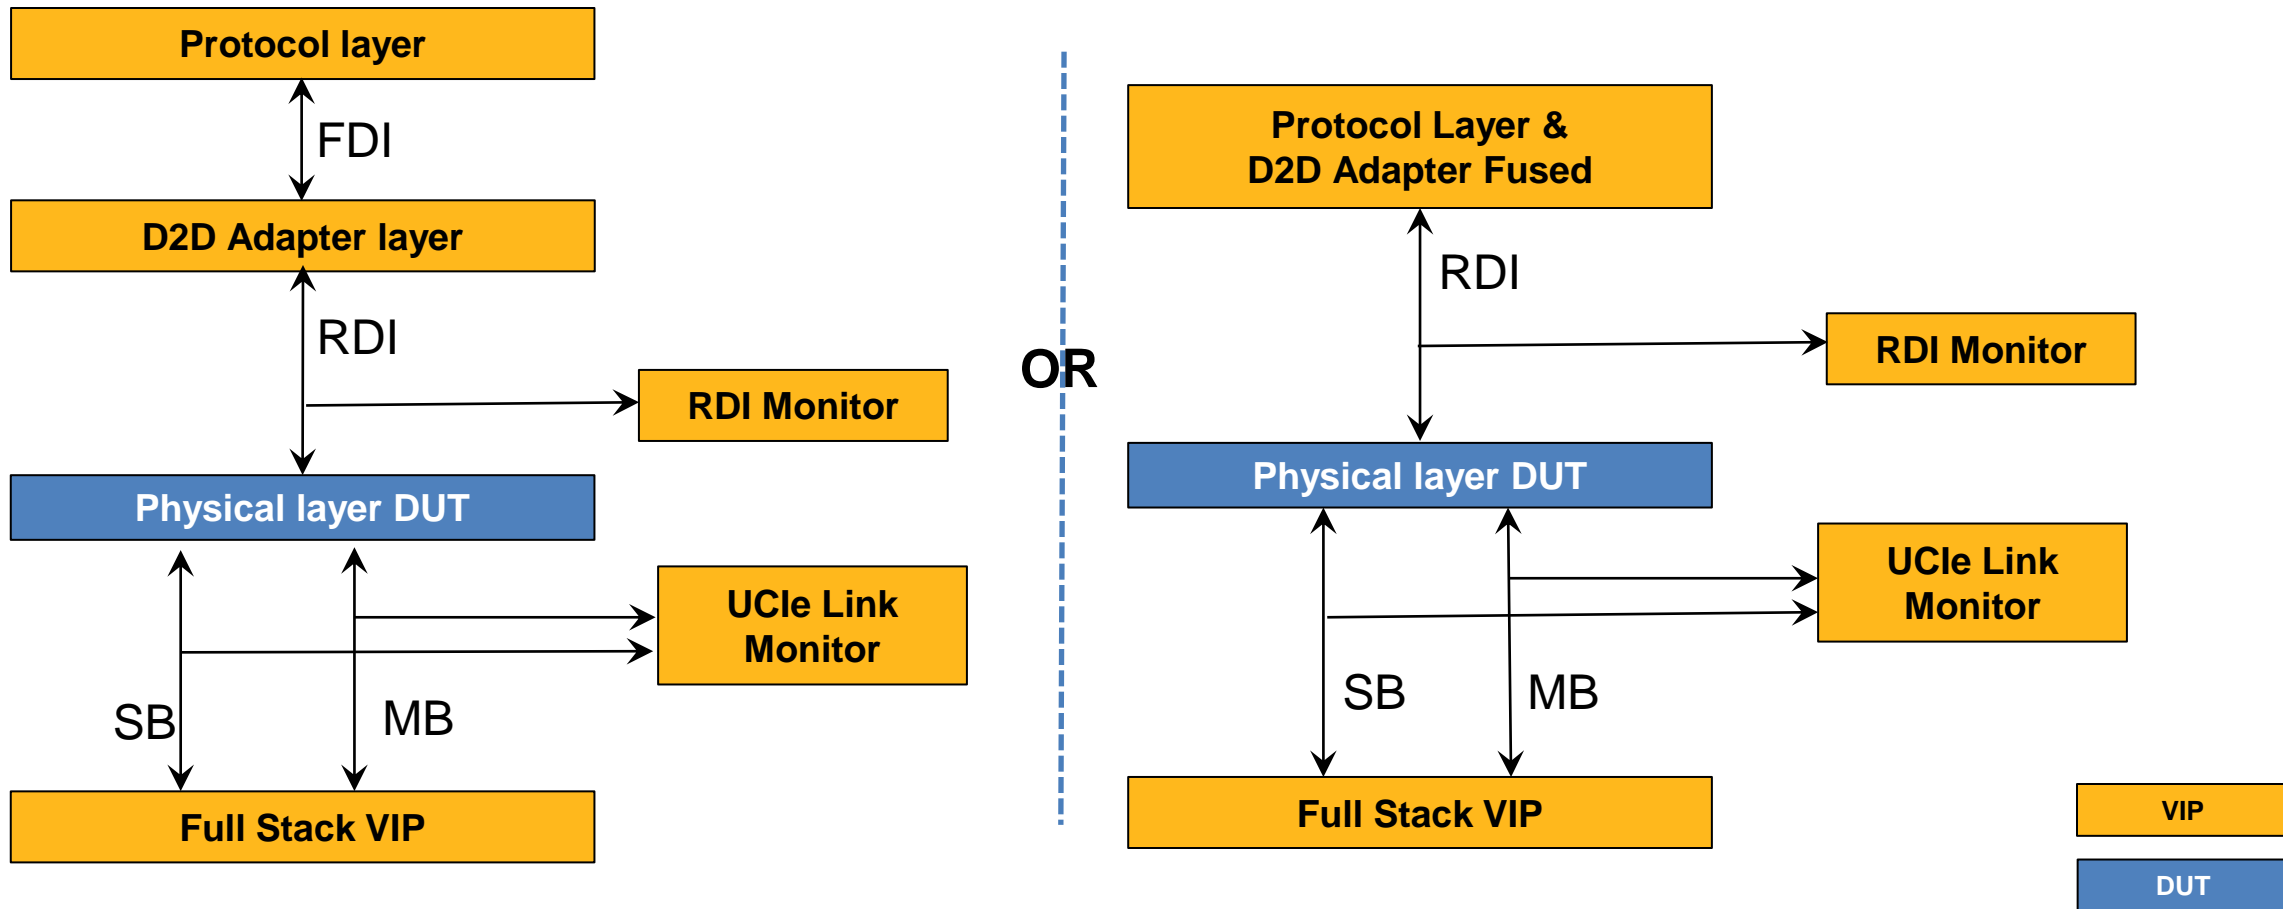 Protocol layer
FDI
D2D Adapter layer
RDI
RDI Monitor
Physical layer DUT
UCIe Link
Monitor
SB
MB
Full Stack VIP
OR
Protocol Layer &
D2D Adapter Fused
RDI
RDI Monitor
Physical layer DUT
UCIe Link
Monitor
SB
MB
Full Stack VIP
VIP
DUT